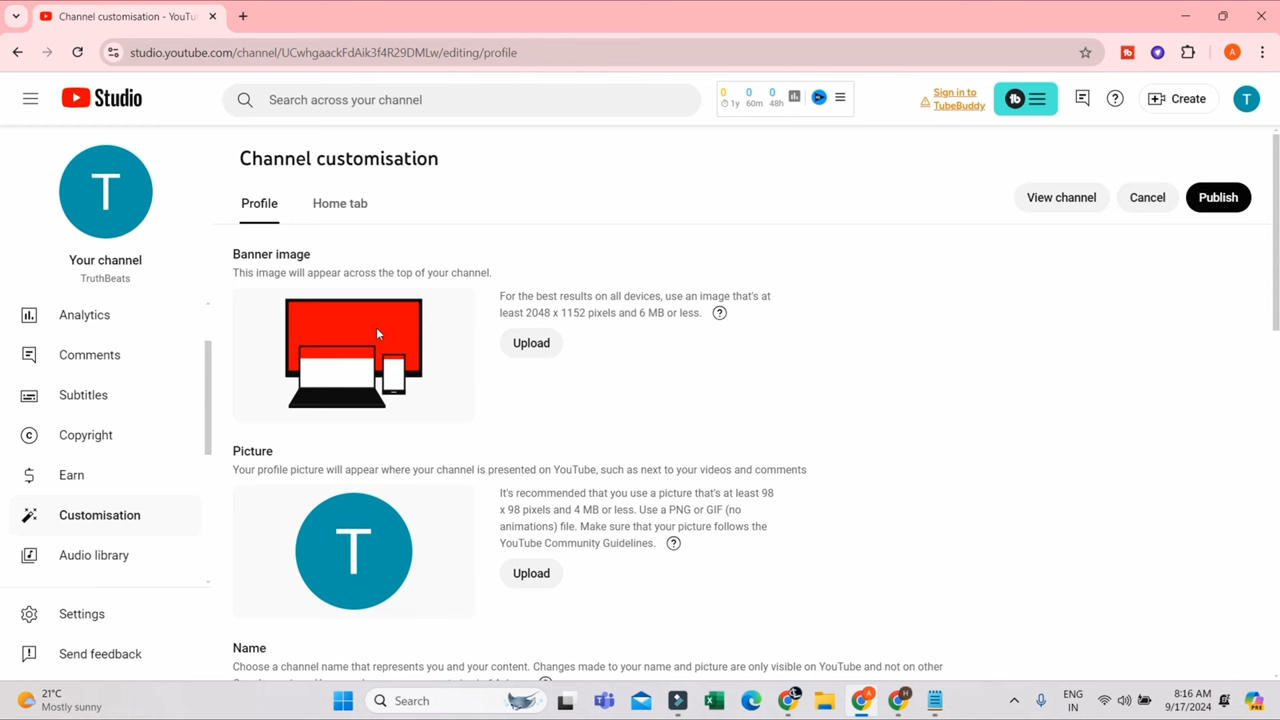 Channel customisation - YouTu
studio.youtube.com/channel/UCwhgaackFdAik3f4R29DMLw/editing/profile
A
Studio
Search across your channel
0 0 0
1y 60m 48h
Sign in to
TubeBuddy
tb
Create
T
T
Your channel
TruthBeats
Analytics
Comments
Subtitles
Copyright
Earn
Customisation
Audio library
Settings
Send feedback
Channel customisation
Profile
Home tab
View channel
Cancel
Publish
Banner image
This image will appear across the top of your channel.
For the best results on all devices, use an image that's at
least 2048 x 1152 pixels and 6 MB or less.
Upload
Picture
Your profile picture will appear where your channel is presented on YouTube, such as next to your videos and comments
T
It's recommended that you use a picture that's at least 98
x 98 pixels and 4 MB or less. Use a PNG or GIF (no
animations) file. Make sure that your picture follows the
YouTube Community Guidelines.
Upload
Name
Choose a channel name that represents you and your content. Changes made to your name and picture are only visible on YouTube and not on other
21°C
Mostly sunny
Search
ENG
IN
8:16 AM
9/17/2024